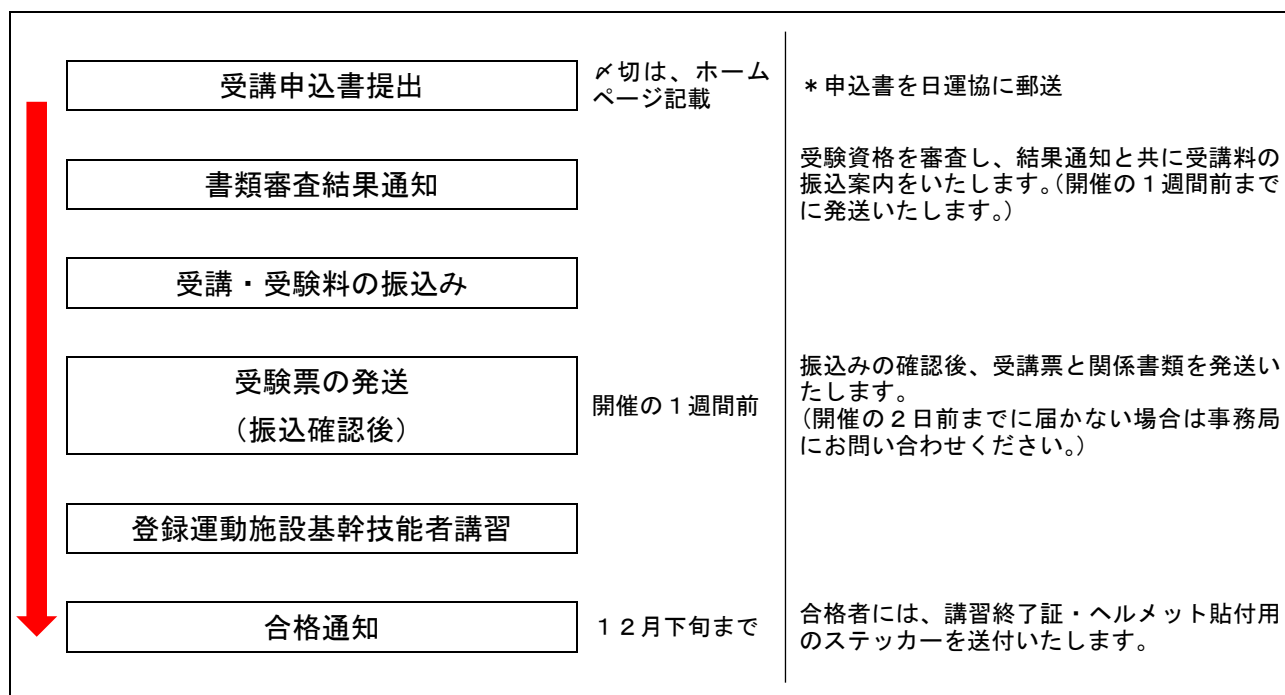 受講申込書提出
〆切は、ホーム
ページ記載
＊申込書を日運協に郵送
書類審査結果通知
受験資格を審査し、結果通知と共に受講料の
振込案内をいたします。（開催の１週間前まで
に発送いたします。）
受講・受験料の振込み
受験票の発送
（振込確認後）
開催の１週間前
振込みの確認後、受講票と関係書類を発送い
たします。
（開催の２日前までに届かない場合は事務局
にお問い合わせください。）
登録運動施設基幹技能者講習
合格通知
１２月下旬まで
合格者には、講習終了証・ヘルメット貼付用
のステッカーを送付いたします。